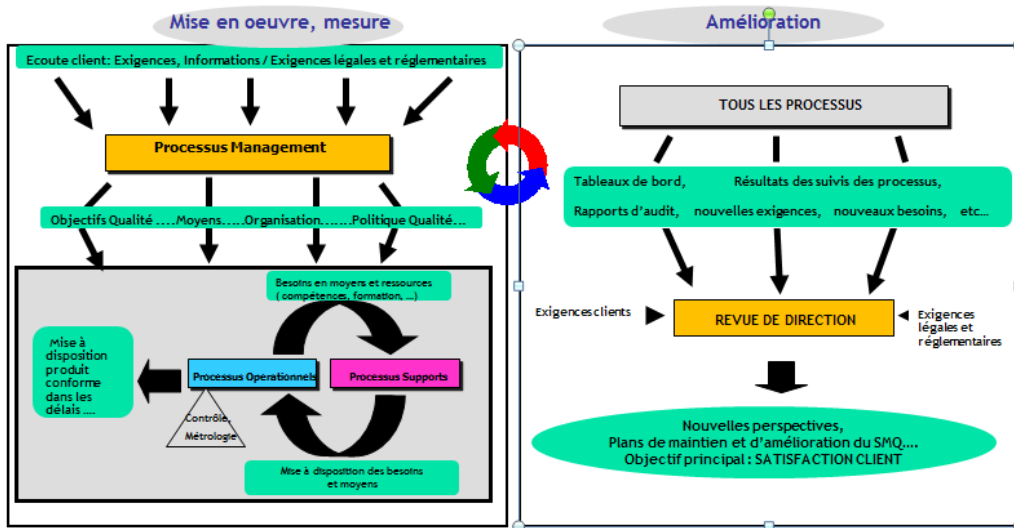 Mise en oeuvre, mesure
Ecoute client: Exigences, Informations / Exigences légales et réglementaires
Processus Management
Objectifs Qualité .....Moyens.....Organisation.......Politique Qualité...
Besoins en moyens et ressources
( compétences, formation, ...)
Mise à
disposition
produit
conforme
dans les
délais ....
Processus Operationnels
Processus Supports
Contrôle,
Métrologie
Mise à disposition des besoins
et moyens
Amélioration
TOUS LES PROCESSUS
Tableaux de bord, Résultats des suivis des processus,
Rapports d'audit, nouvelles exigences, nouveaux besoins, etc...
Exigences clients
REVUE DE DIRECTION
Exigences
légales et
réglementaires
Nouvelles perspectives,
Plans de maintien et d'amélioration du SMQ....
Objectif principal : SATISFACTION CLIENT